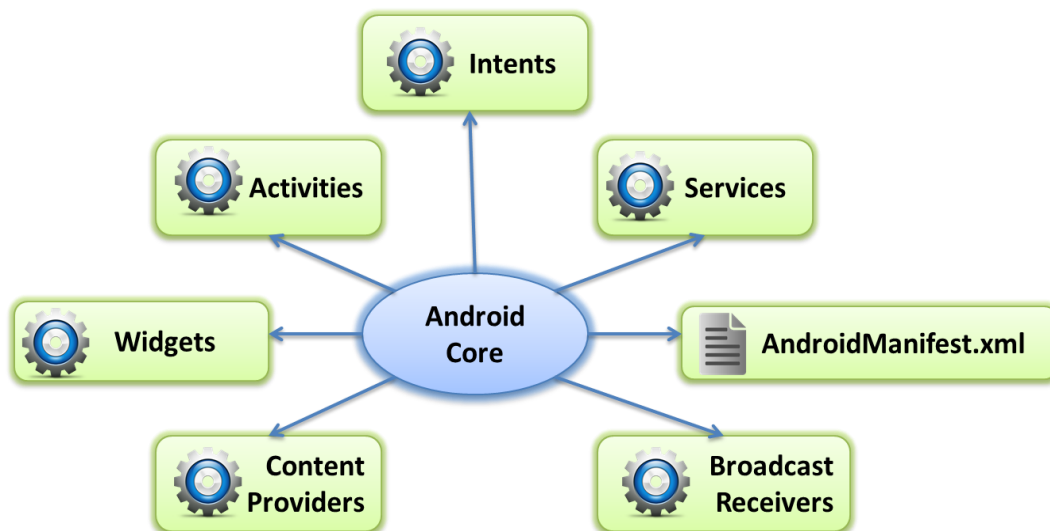 Intents
Activities
Services
Android
Core
Widgets
AndroidManifest.xml
Content
Providers
Broadcast
Receivers